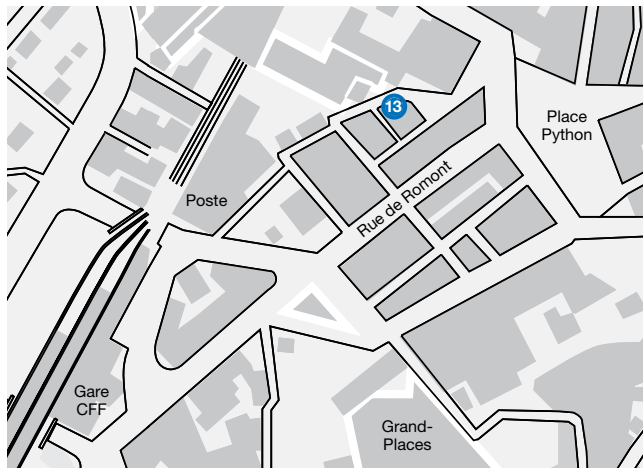 13
Place
Python
Rue de Romont
Poste
Gare
CFF
Grand-
Places